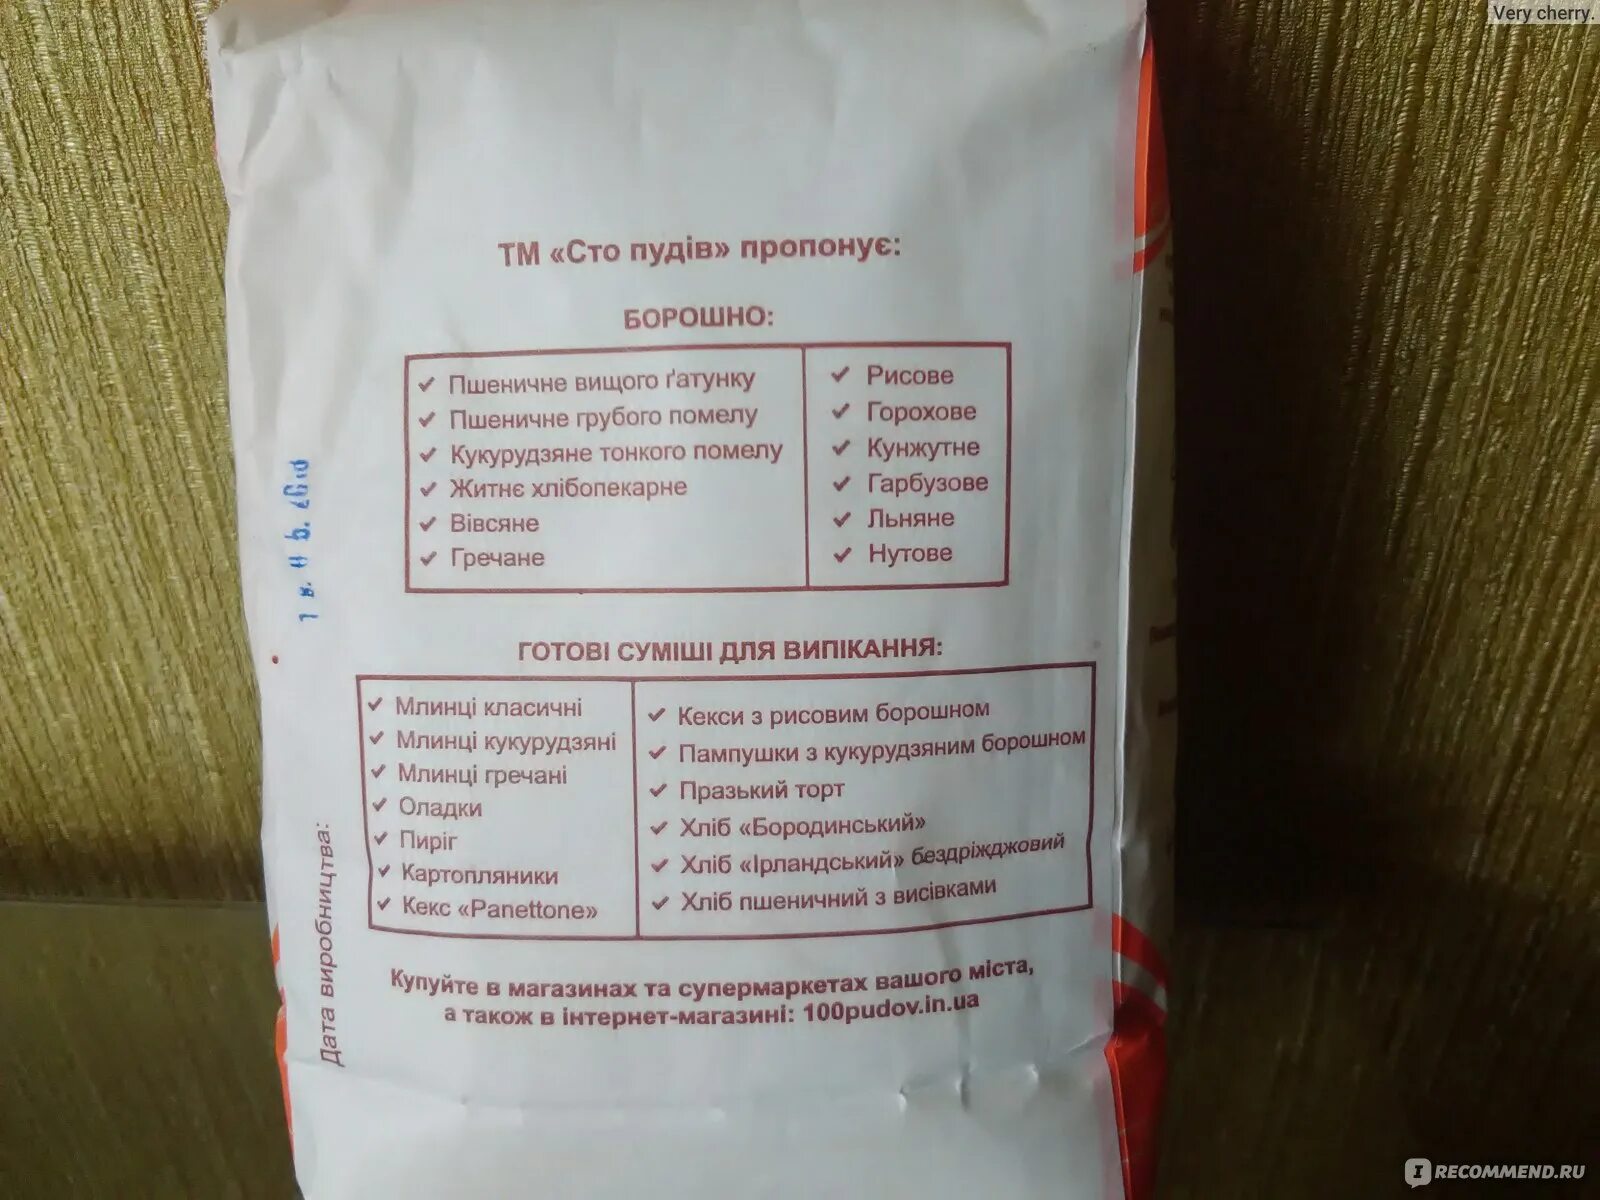 Very cherry.
ТМ «Сто пудів» пропонує:
БОРОШНО:
Пшеничне вищого ґатунку
Пшеничне грубого помелу
Кукурудзяне тонкого помелу
Житнє хлібопекарне
Вівсяне
Гречане
Рисове
Горохове
Кунжутне
Гарбузове
Льняне
Нутове
ГОТОВІ СУМІШІ ДЛЯ ВИПІКАННЯ:
Млинці класичні
Млинці кукурудзяні
Млинці гречані
Оладки
Пиріг
Картопляники
Кекс «Panettone»
Кекси з рисовим борошном
Пампушки з кукурудзяним борошном
Празький торт
Хліб «Бородинський»
Хліб «Ірландський» бездріжджовий
Хліб пшеничний з висівками
Купуйте в магазинах та супермаркетах вашого міста,
а також в інтернет-магазині: 100pudov.in.ua
Дата виробництва:
IRECOMMEND.RU